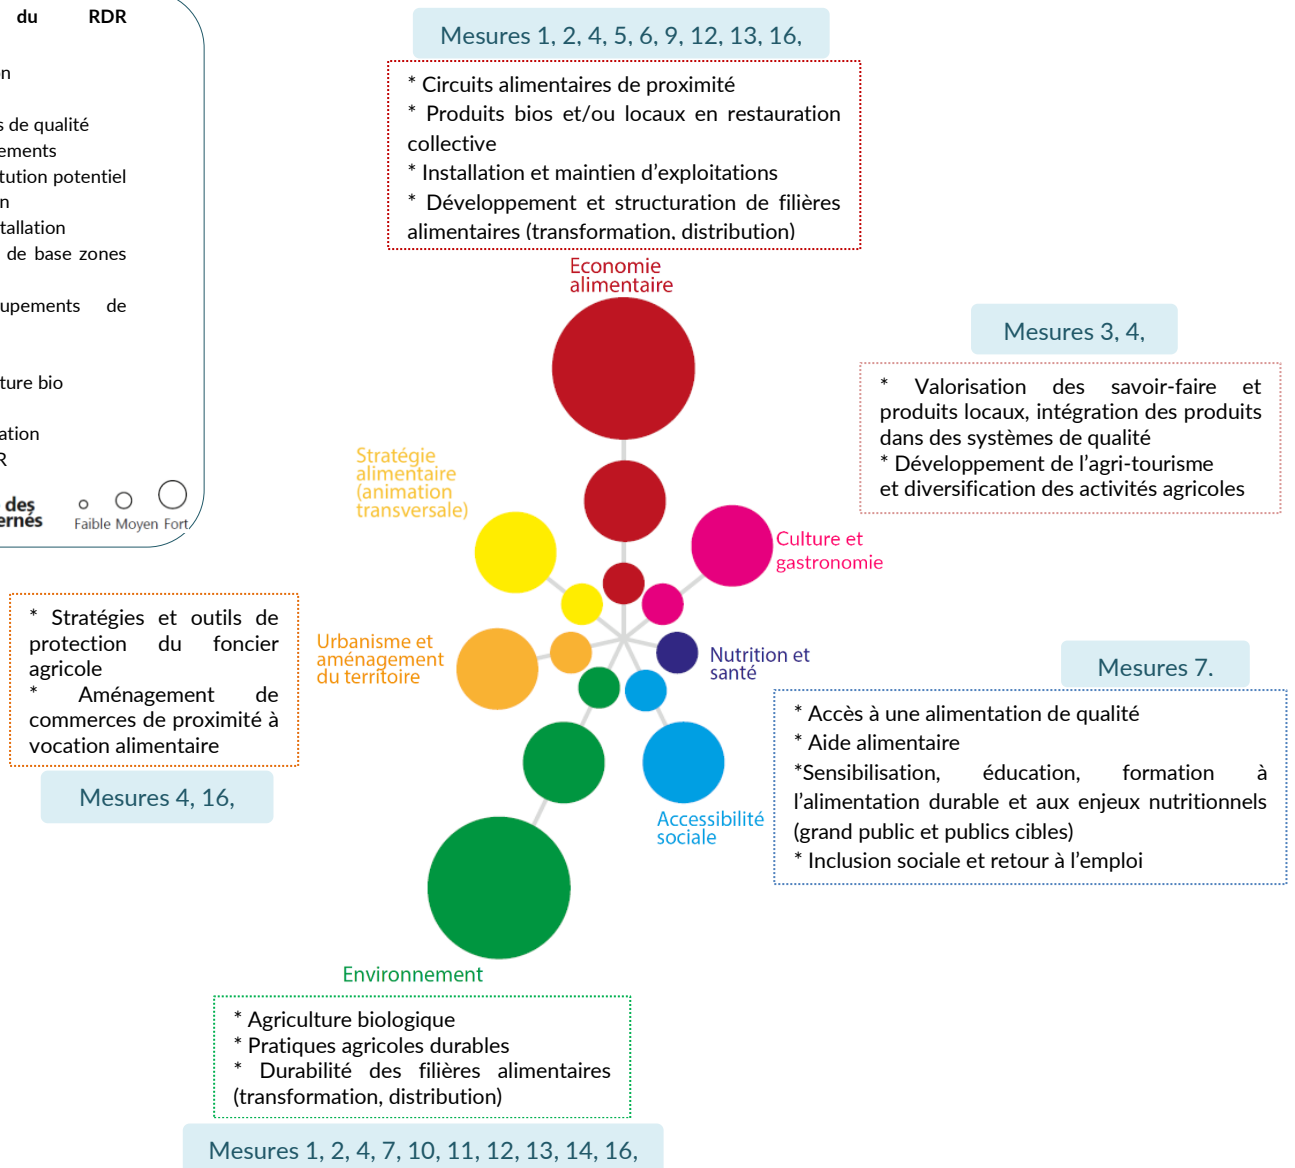 du RDR
on
s de qualité
ements
tution potentiel
n
stallation
de base zones
upements de
ture bio
ation
R
des
ernés
Faible Moyen Fort
Mesures 1, 2, 4, 5, 6, 9, 12, 13, 16,
* Circuits alimentaires de proximité
* Produits bios et/ou locaux en restauration
collective
* Installation et maintien d’exploitations
* Développement et structuration de filières
alimentaires (transformation, distribution)
Economie
alimentaire
Mesures 3, 4,
* Valorisation des savoir-faire et
produits locaux, intégration des produits
dans des systèmes de qualité
* Développement de l’agri-tourisme
et diversification des activités agricoles
Stratégie
alimentaire
(animation
transversale)
Culture et
gastronomie
* Stratégies et outils de
protection du foncier
agricole
* Aménagement de
commerces de proximité à
vocation alimentaire
Mesures 4, 16,
Urbanisme et
aménagement
du territoire
Nutrition et
santé
Mesures 7.
* Accès à une alimentation de qualité
* Aide alimentaire
*Sensibilisation, éducation, formation à
l’alimentation durable et aux enjeux nutritionnels
(grand public et publics cibles)
* Inclusion sociale et retour à l’emploi
Accessibilité
sociale
Environnement
* Agriculture biologique
* Pratiques agricoles durables
* Durabilité des filières alimentaires
(transformation, distribution)
Mesures 1, 2, 4, 7, 10, 11, 12, 13, 14, 16,